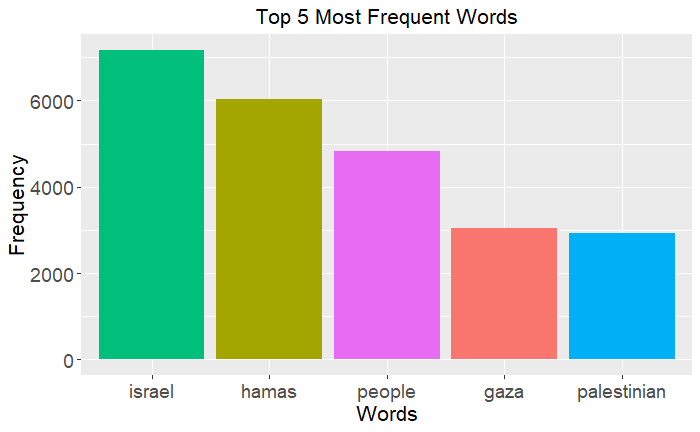 Top 5 Most Frequent Words
Frequency
6000
4000
2000
0
israel hamas people gaza palestinian
Words